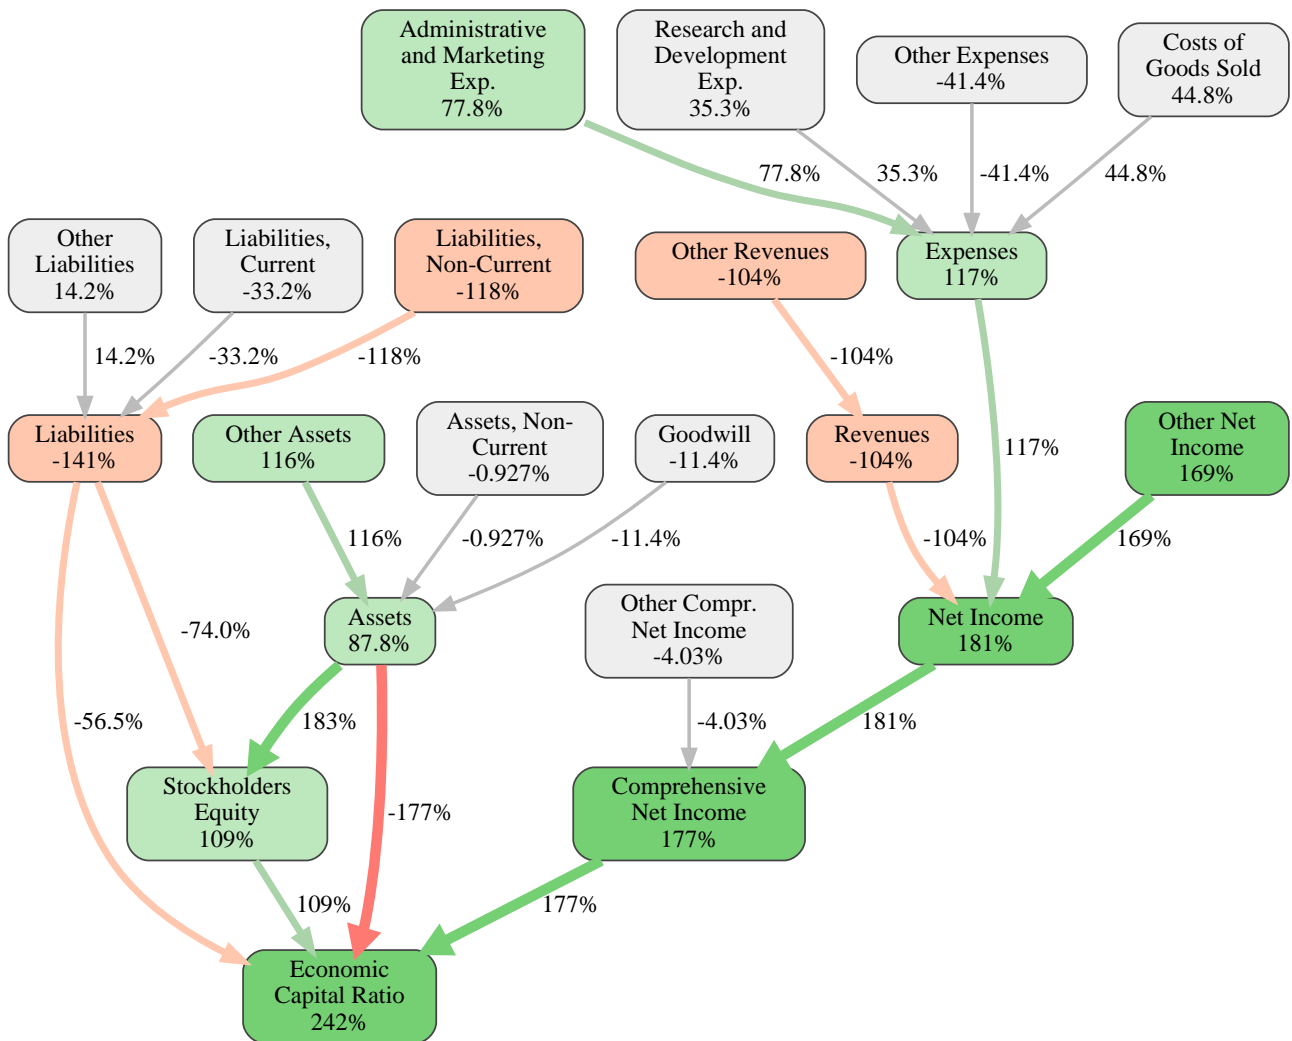 Administrative
and Marketing
Exp.
77.8%
Research and
Development
Exp.
35.3%
Other Expenses
-41.4%
Costs of
Goods Sold
44.8%
77.8%
35.3%
-41.4%
44.8%
Other
Liabilities
14.2%
Liabilities,
Current
-33.2%
Liabilities,
Non-Current
-118%
Other Revenues
-104%
Expenses
117%
14.2%
-33.2%
-118%
-104%
117%
Liabilities
-141%
Other Assets
116%
Assets, Non-
Current
-0.927%
Goodwill
-11.4%
Revenues
-104%
Other Net
Income
169%
116%
-0.927%
-11.4%
-104%
169%
-74.0%
Assets
87.8%
Other Compr.
Net Income
-4.03%
Net Income
181%
-56.5%
183%
-177%
-4.03%
181%
Stockholders
Equity
109%
Comprehensive
Net Income
177%
109%
177%
Economic
Capital Ratio
242%